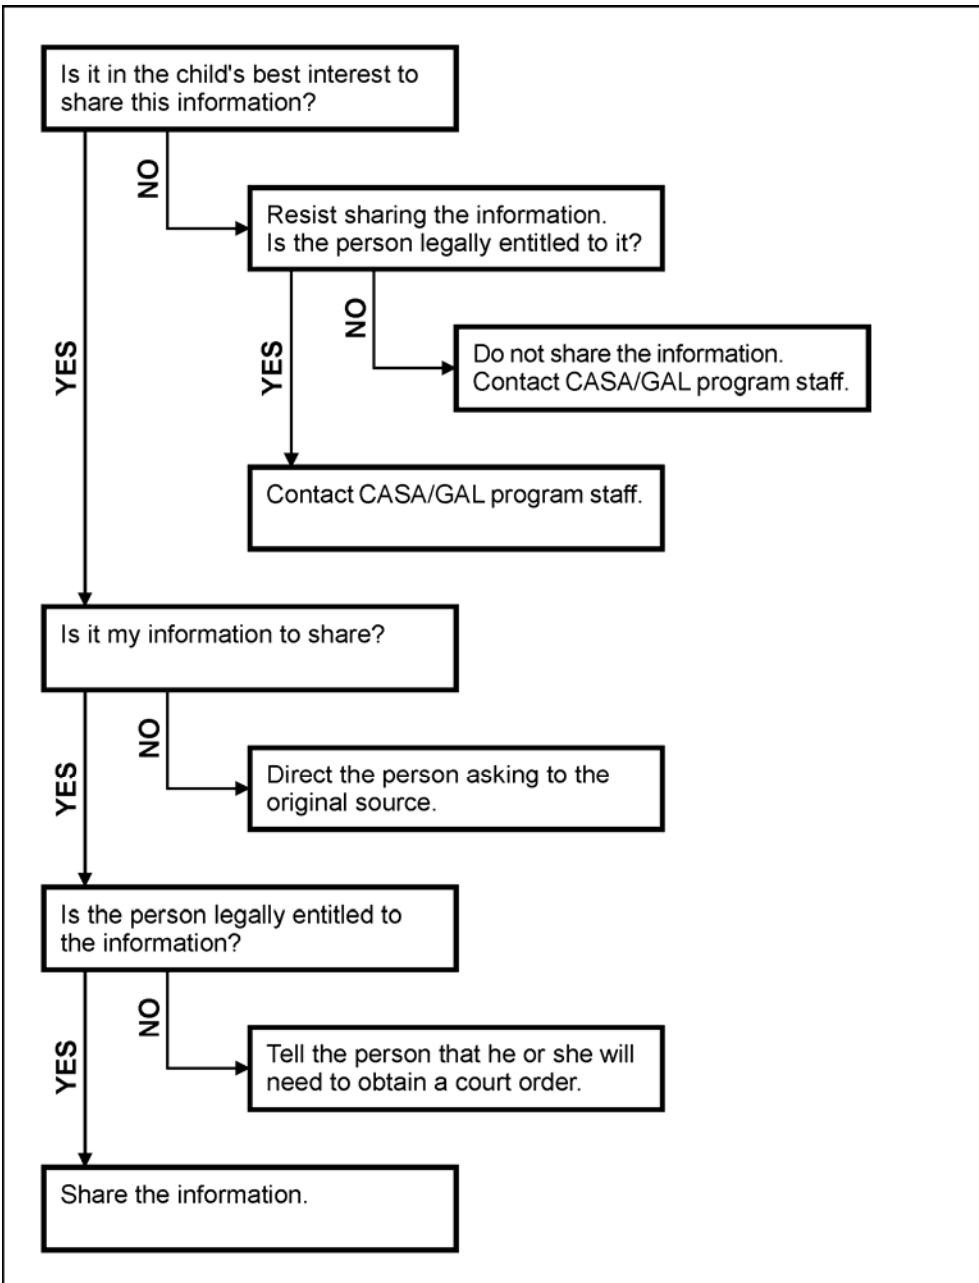 Is it in the child's best interest to
share this information?
NO
Resist sharing the information.
Is the person legally entitled to it?
YES
YES
NO
Do not share the information.
Contact CASA/GAL program staff.
Contact CASA/GAL program staff.
Is it my information to share?
NO
YES
Direct the person asking to the
original source.
Is the person legally entitled to
the information?
NO
YES
Tell the person that he or she will
need to obtain a court order.
Share the information.